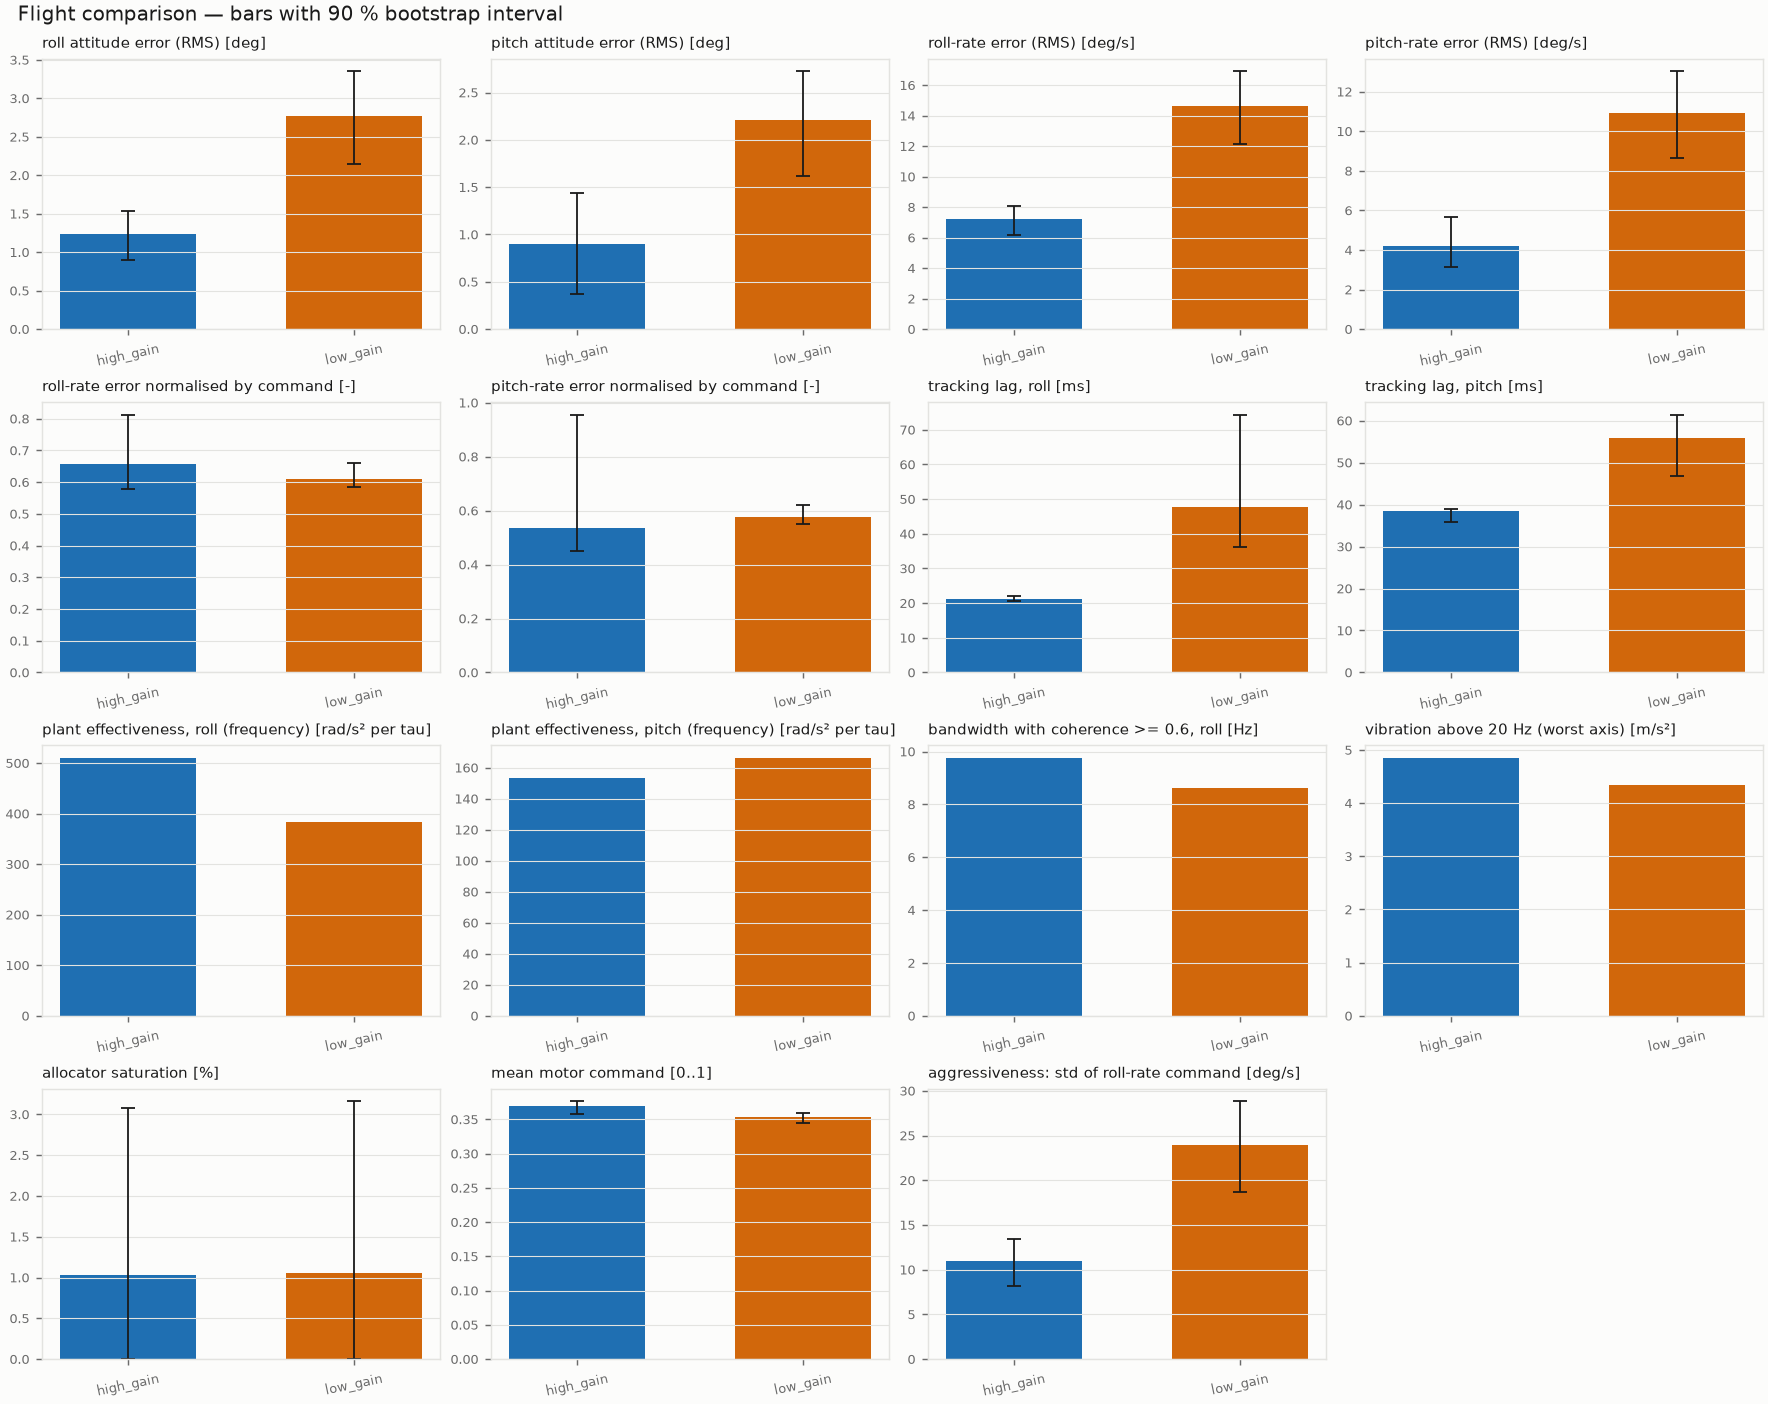 Flight comparison — bars with 90 % bootstrap interval
roll attitude error (RMS) [deg]
3.5
3.0
2.5
2.0
1.5
1.0
0.5
0.0
high_gain
low_gain
pitch attitude error (RMS) [deg]
2.5
2.0
1.5
1.0
0.5
0.0
high_gain
low_gain
roll-rate error (RMS) [deg/s]
16
14
12
10
8
6
4
2
0
high_gain
low_gain
pitch-rate error (RMS) [deg/s]
12
10
8
6
4
2
0
high_gain
low_gain
roll-rate error normalised by command [-]
0.8
0.7
0.6
0.5
0.4
0.3
0.2
0.1
0.0
high_gain
low_gain
pitch-rate error normalised by command [-]
1.0
0.8
0.6
0.4
0.2
0.0
high_gain
low_gain
tracking lag, roll [ms]
70
60
50
40
30
20
10
0
high_gain
low_gain
tracking lag, pitch [ms]
60
50
40
30
20
10
0
high_gain
low_gain
plant effectiveness, roll (frequency) [rad/s² per tau]
500
400
300
200
100
0
high_gain
low_gain
plant effectiveness, pitch (frequency) [rad/s² per tau]
160
140
120
100
80
60
40
20
0
high_gain
low_gain
bandwidth with coherence >= 0.6, roll [Hz]
10
8
6
4
2
0
high_gain
low_gain
vibration above 20 Hz (worst axis) [m/s²]
5
4
3
2
1
0
high_gain
low_gain
allocator saturation [%]
3.0
2.5
2.0
1.5
1.0
0.5
0.0
high_gain
low_gain
mean motor command [0..1]
0.35
0.30
0.25
0.20
0.15
0.10
0.05
0.00
high_gain
low_gain
aggressiveness: std of roll-rate command [deg/s]
30
25
20
15
10
5
0
high_gain
low_gain